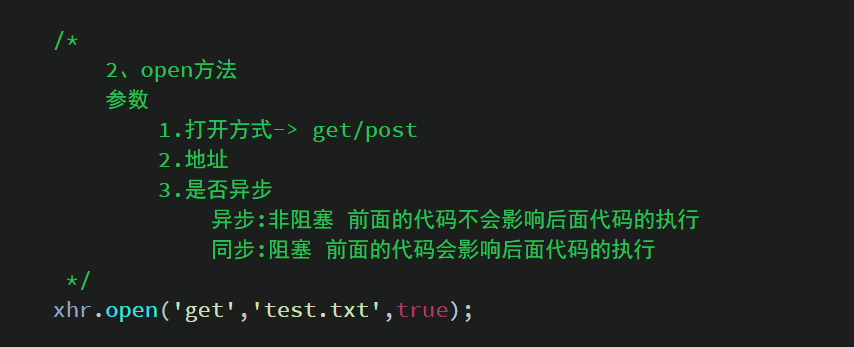 /*
2、open方法
参数
1.打开方式-> get/post
2.地址
3.是否异步
异步:非阻塞 前面的代码不会影响后面代码的执行
同步:阻塞 前面的代码会影响后面代码的执行
*/
xhr.open('get','test.txt',true);